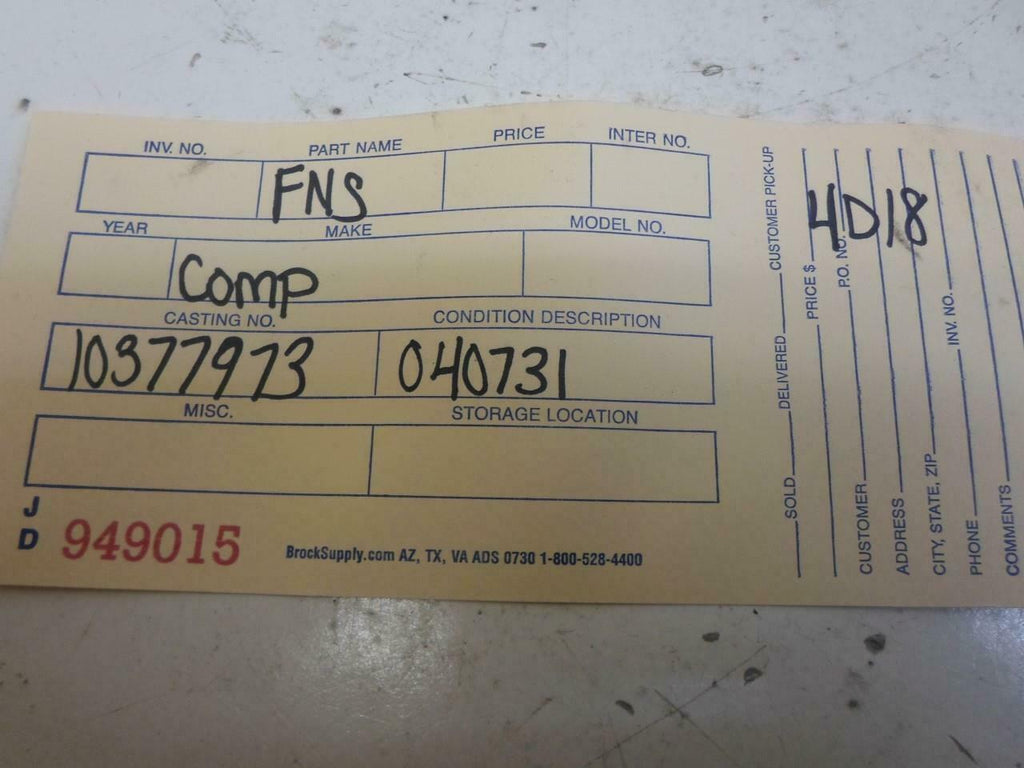 INV. NO. PART NAME PRICE INTER NO.
FNS
YEAR MAKE MODEL NO.
Comp
CASTING NO. CONDITION DESCRIPTION
10377973 040731
MISC. STORAGE LOCATION
J
D
949015
BrockSupply.com AZ, TX, VA ADS 0730 1-800-528-4400
SOLD DELIVERED CUSTOMER PICK-UP
PRICE $
P.O. NO.
4D18
CUSTOMER
ADDRESS
CITY, STATE, ZIP INV. NO.
PHONE
COMMENTS